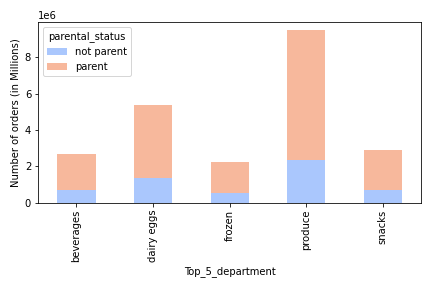 1e6
parental_status
not parent
parent
8
6
4
2
0
Number of orders (in Millions)
beverages
dairy eggs
frozen
produce
snacks
Top_5_department